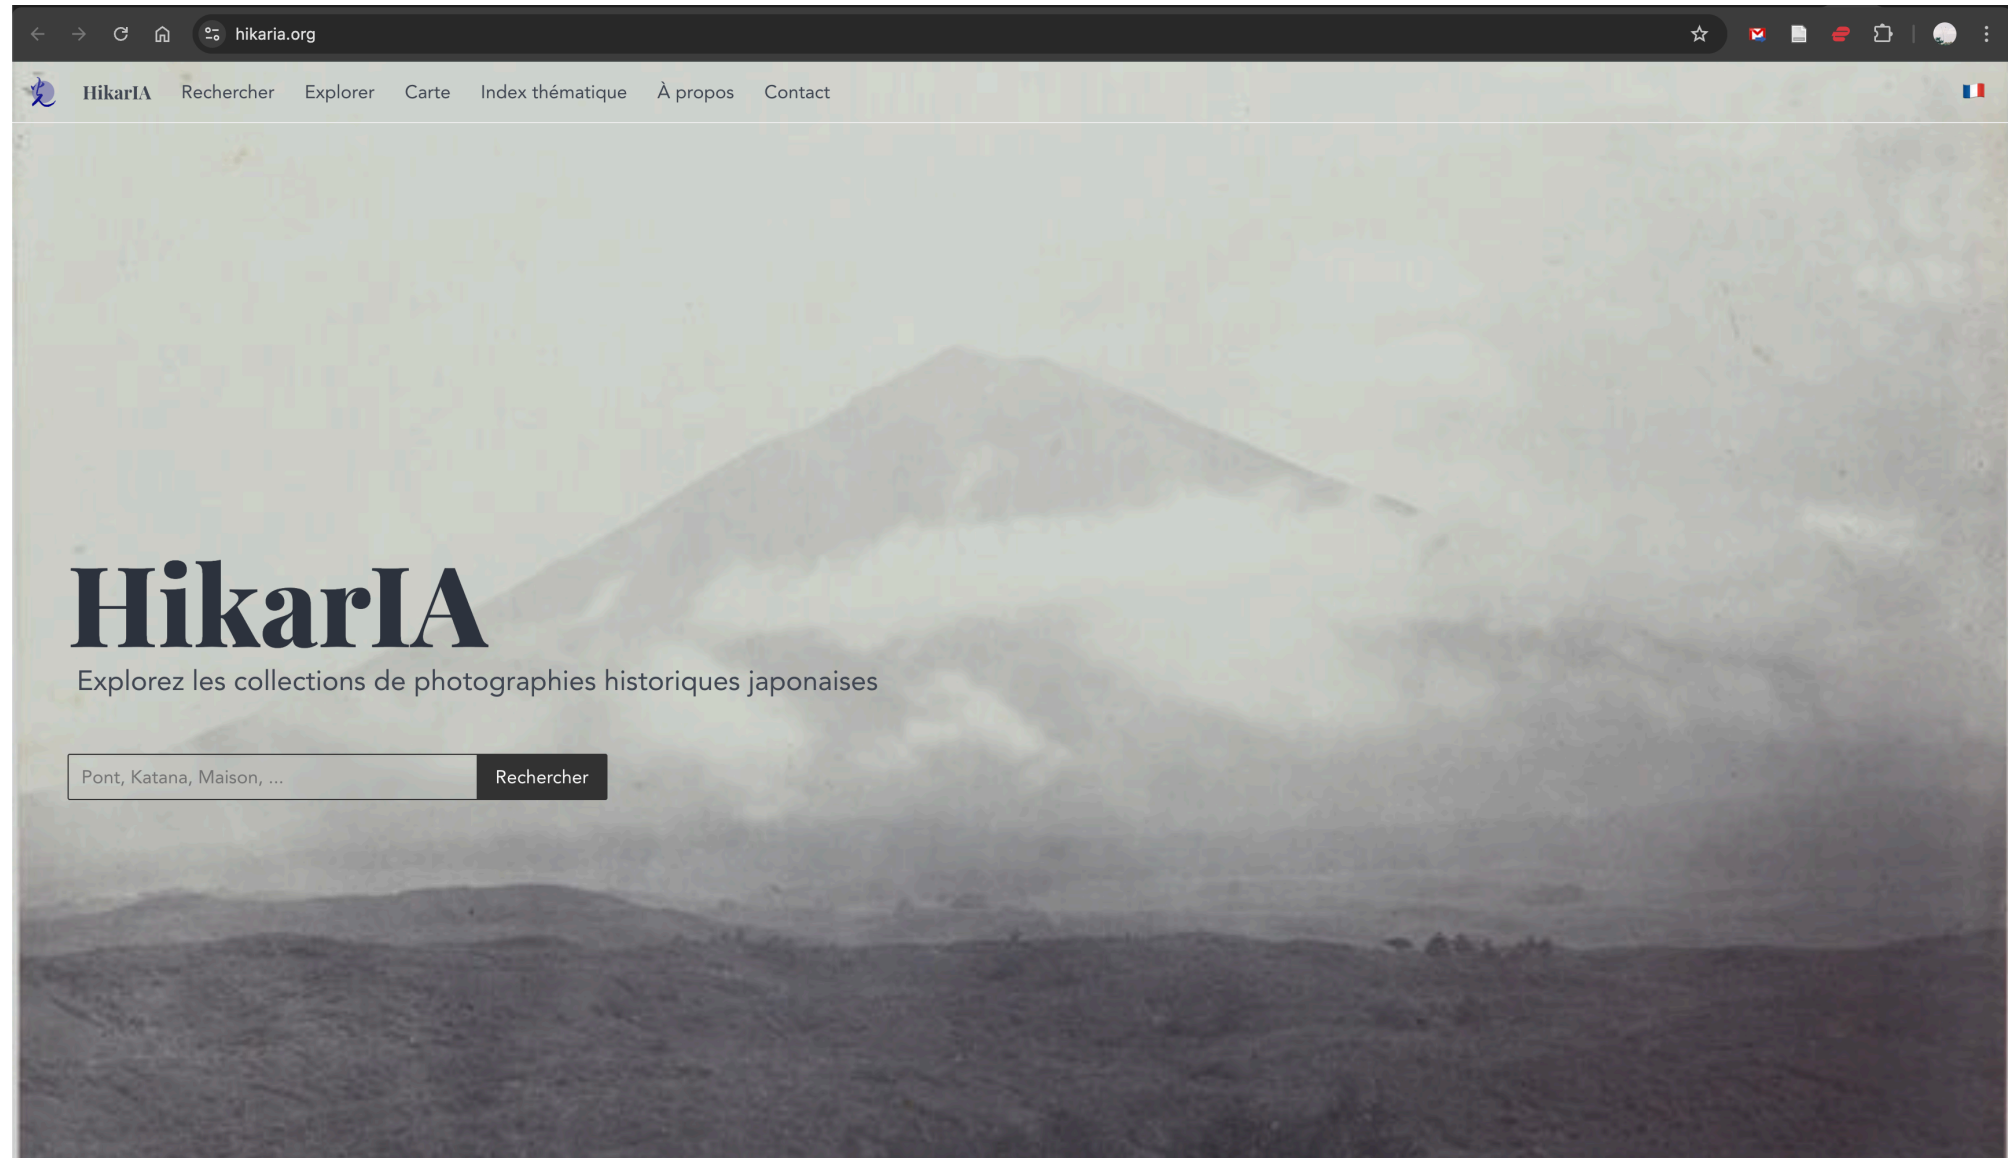 hikaria.org
HikarIA Rechercher Explorer Carte Index thématique À propos Contact
HikarIA
Explorez les collections de photographies historiques japonaises
Pont, Katana, Maison, ... Rechercher